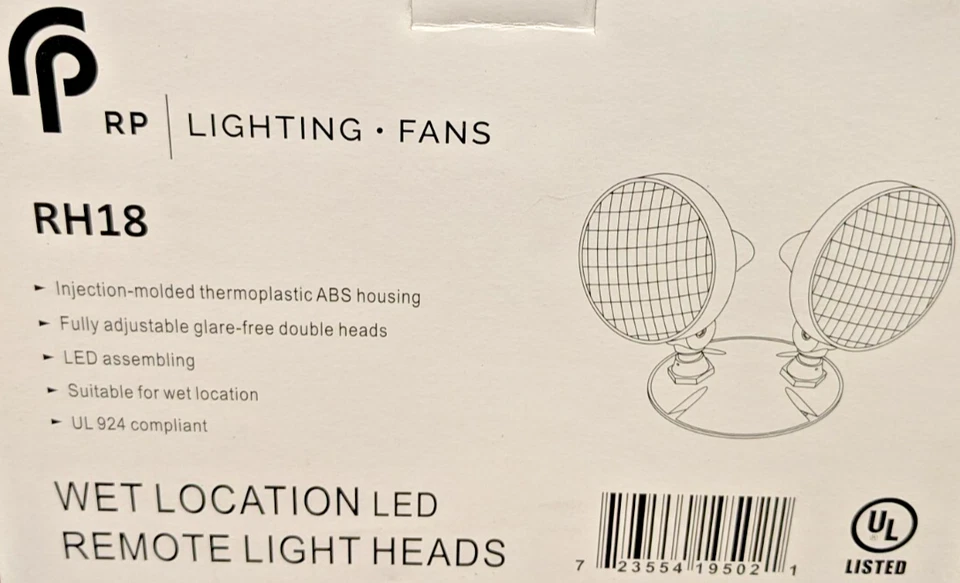 RP | LIGHTING · FANS
RH18
► Injection-molded thermoplastic ABS housing
► Fully adjustable glare-free double heads
► LED assembling
► Suitable for wet location
► UL 924 compliant
WET LOCATION LED
REMOTE LIGHT HEADS
7 23554 19502 1
UL
®
LISTED